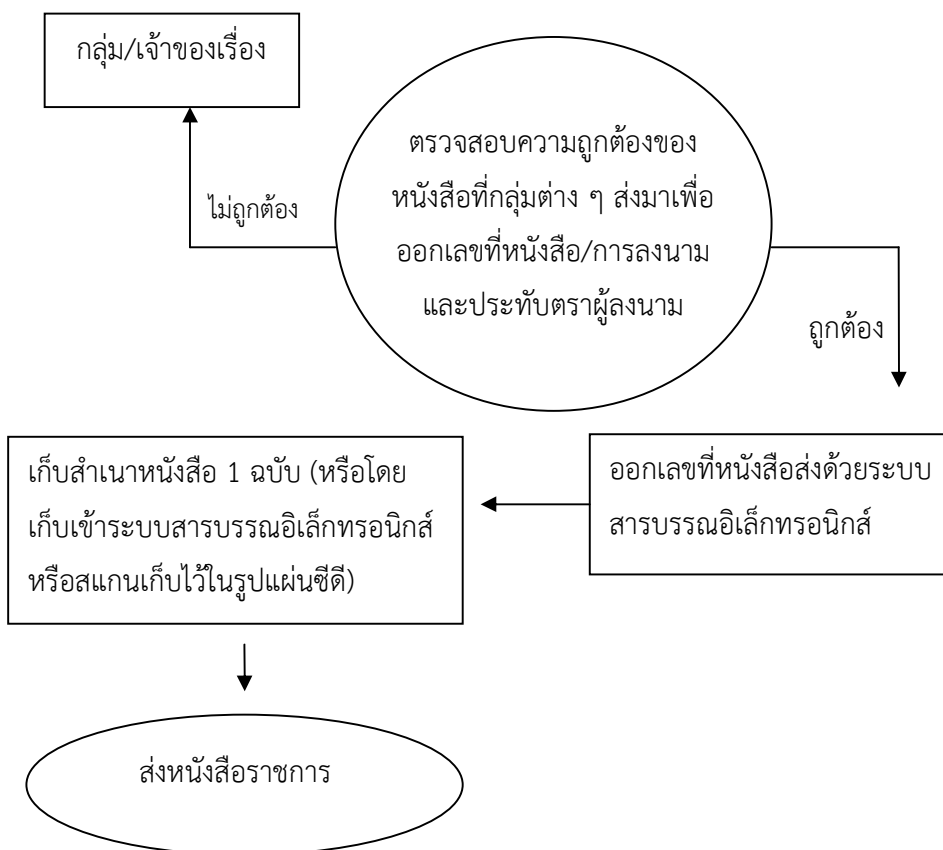 กลุ่ม/เจ้าของเรื่อง
ตรวจสอบความถูกต้องของ
หนังสือที่กลุ่มต่าง ๆ ส่งมาเพื่อ
ออกเลขที่หนังสือ/การลงนาม
และประทับตราผู้ลงนาม
ไม่ถูกต้อง
ถูกต้อง
ออกเลขที่หนังสือส่งด้วยระบบ
สารบรรณอิเล็กทรอนิกส์
เก็บสำเนาหนังสือ 1 ฉบับ (หรือโดย
เก็บเข้าระบบสารบรรณอิเล็กทรอนิกส์
หรือสแกนเก็บไว้ในรูปแผ่นซีดี)
ส่งหนังสือราชการ